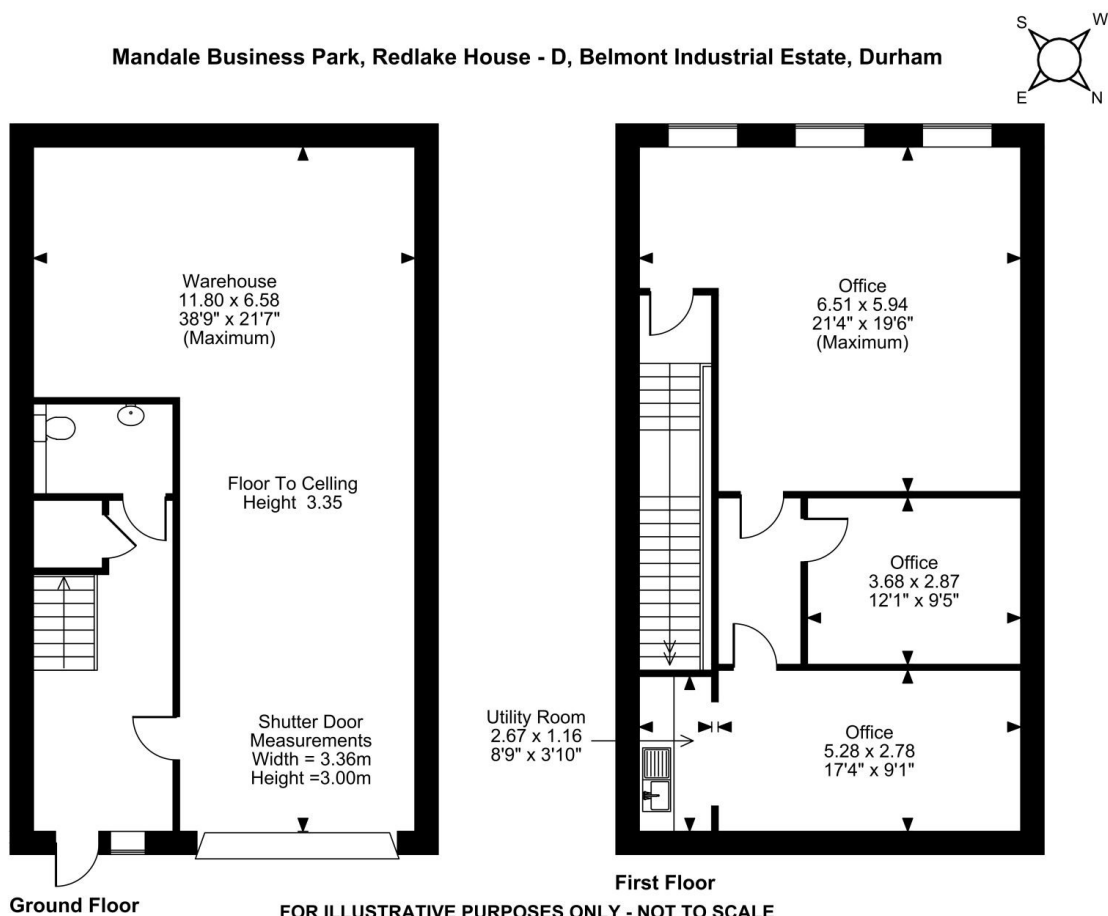 Mandale Business Park, Redlake House - D, Belmont Industrial Estate, Durham
S
W
E
N
Warehouse
11.80 x 6.58
38'9" x 21'7"
(Maximum)
Floor To Celling
Height 3.35
Shutter Door
Measurements
Width = 3.36m
Height =3.00m
Ground Floor
Office
6.51 x 5.94
21'4" x 19'6"
(Maximum)
Office
3.68 x 2.87
12'1" x 9'5"
Utility Room
2.67 x 1.16
8'9" x 3'10"
Office
5.28 x 2.78
17'4" x 9'1"
First Floor
FOR ILLUSTRATIVE PURPOSES ONLY - NOT TO SCALE